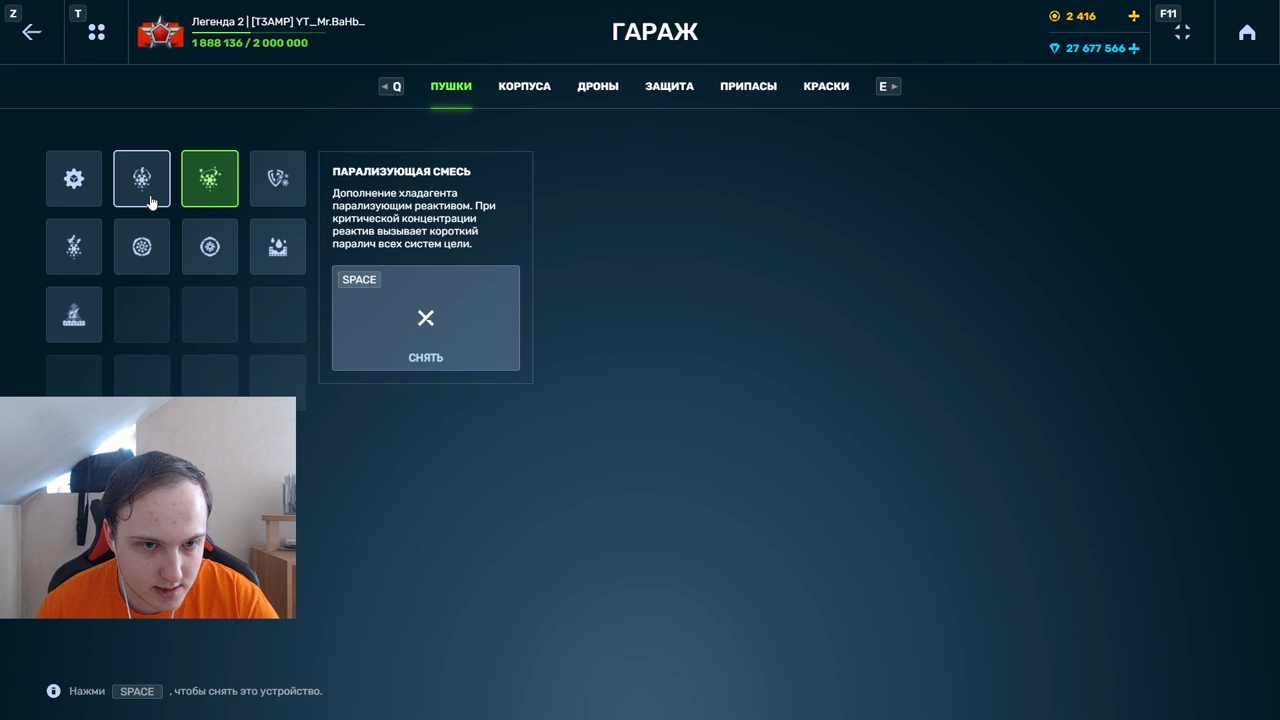 Z
T
Легенда 2 | [T3AMP] YT_Mr.BaHb...
1 888 136 / 2 000 000
ГАРАЖ
2 416
27 677 566
F11
Q
ПУШКИ
КОРПУСА
ДРОНЫ
ЗАЩИТА
ПРИПАСЫ
КРАСКИ
E
ПАРАЛИЗУЮЩАЯ СМЕСЬ
Дополнение хладагента
парализующим реактивом. При
критической концентрации
реактив вызывает короткий
паралич всех систем цели.
SPACE
СНЯТЬ
Нажми SPACE , чтобы снять это устройство.